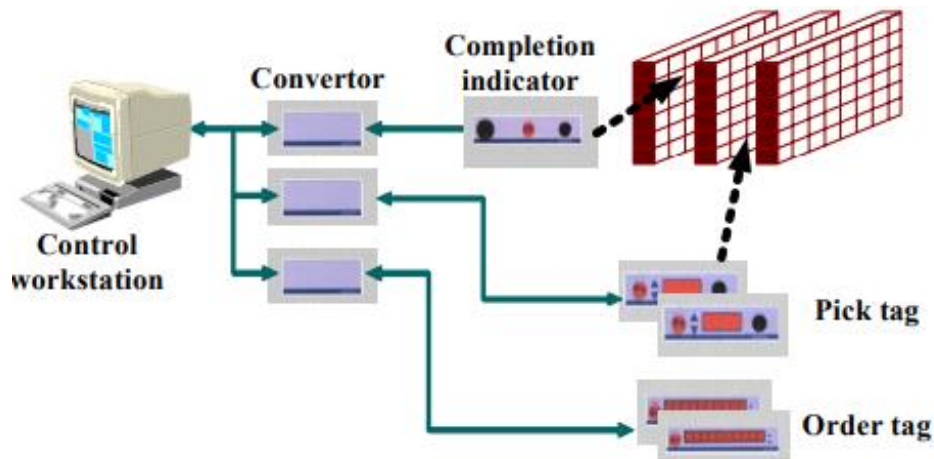 Completion
indicator
Convertor
Control
workstation
Pick tag
Order tag